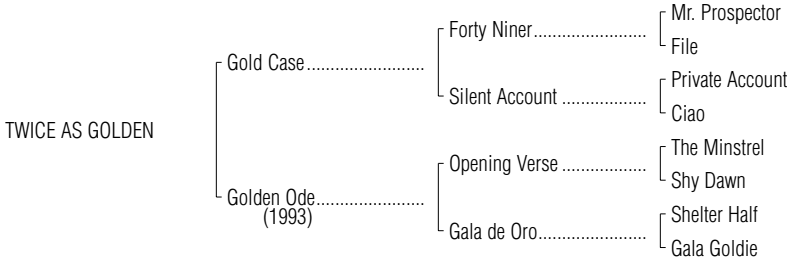 Mr. Prospector
Forty Niner........................
File
Gold Case.........................
Private Account
Silent Account ..................
Ciao
TWICE AS GOLDEN
The Minstrel
Opening Verse ..................
Shy Dawn
Golden Ode.......................
(1993)
Shelter Half
Gala de Oro.......................
Gala Goldie